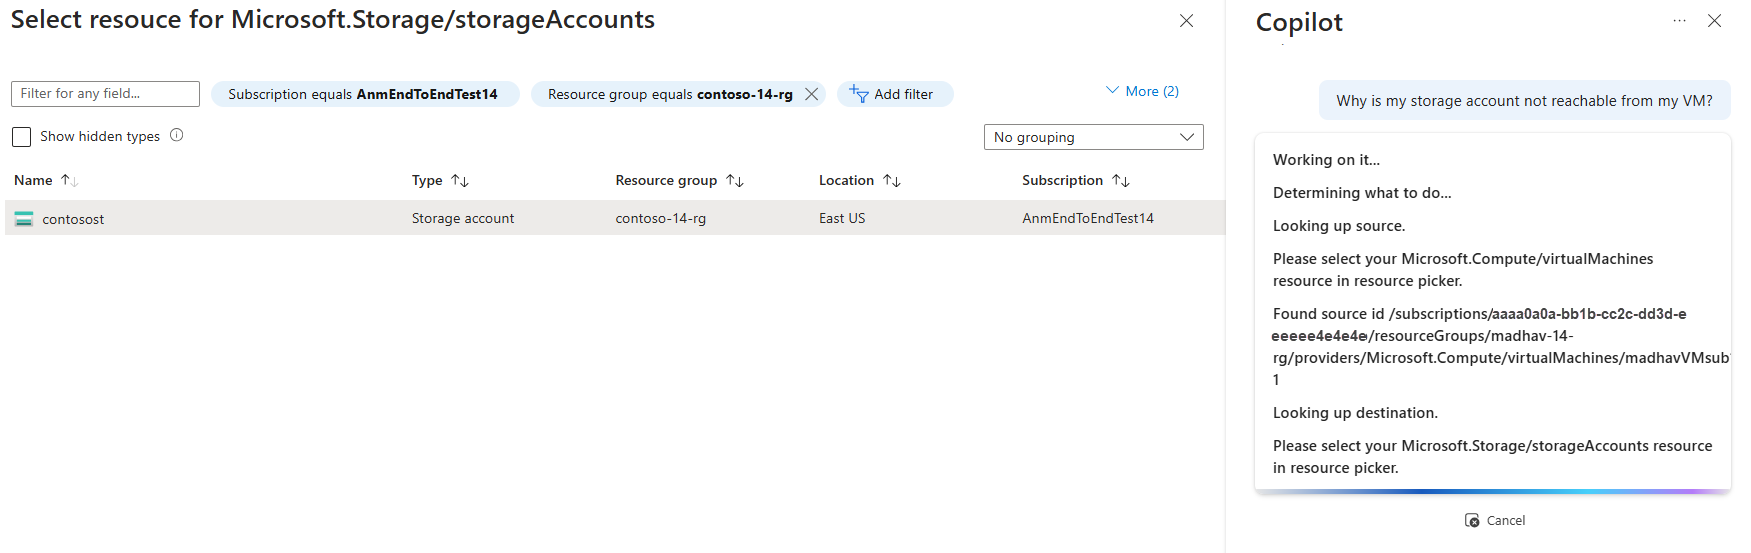 Select resouce for Microsoft.Storage/storageAccounts
Filter for any field...
Subscription equals AnmEndToEndTest14
Resource group equals contoso-14-rg
Add filter
More (2)
Show hidden types
No grouping
Name Type Resource group Location Subscription
contosost Storage account contoso-14-rg East US AnmEndToEndTest14
Copilot
Why is my storage account not reachable from my VM?
Working on it...
Determining what to do...
Looking up source.
Please select your Microsoft.Compute/virtualMachines
resource in resource picker.
Found source id /subscriptions/aaaa0a0a-bb1b-cc2c-dd3d-e
eeeee4e4e4e/resourceGroups/madhav-14-
rg/providers/Microsoft.Compute/virtualMachines/madhavVMsub
1
Looking up destination.
Please select your Microsoft.Storage/storageAccounts resource
in resource picker.
Cancel